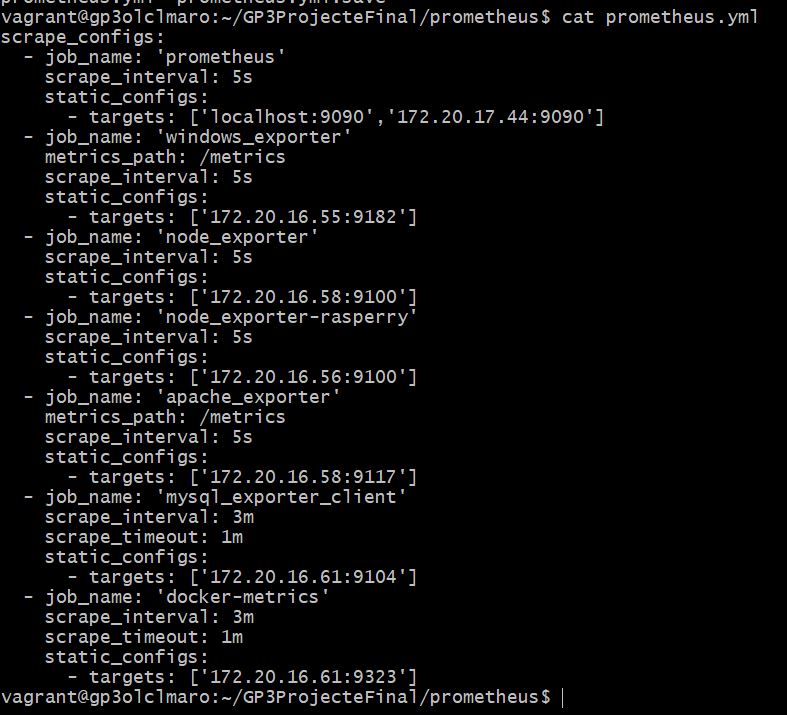 prometheus.yml prometheus.yml.save
vagrant@gp3olclmaro:~/GP3ProjecteFinal/prometheus$ cat prometheus.yml
scrape_configs:
  - job_name: 'prometheus'
    scrape_interval: 5s
    static_configs:
      - targets: ['localhost:9090','172.20.17.44:9090']
  - job_name: 'windows_exporter'
    metrics_path: /metrics
    scrape_interval: 5s
    static_configs:
      - targets: ['172.20.16.55:9182']
  - job_name: 'node_exporter'
    scrape_interval: 5s
    static_configs:
      - targets: ['172.20.16.58:9100']
  - job_name: 'node_exporter-rasperry'
    scrape_interval: 5s
    static_configs:
      - targets: ['172.20.16.56:9100']
  - job_name: 'apache_exporter'
    metrics_path: /metrics
    scrape_interval: 5s
    static_configs:
      - targets: ['172.20.16.58:9117']
  - job_name: 'mysql_exporter_client'
    scrape_interval: 3m
    scrape_timeout: 1m
    static_configs:
      - targets: ['172.20.16.61:9104']
  - job_name: 'docker-metrics'
    scrape_interval: 3m
    scrape_timeout: 1m
    static_configs:
      - targets: ['172.20.16.61:9323']
vagrant@gp3olclmaro:~/GP3ProjecteFinal/prometheus$